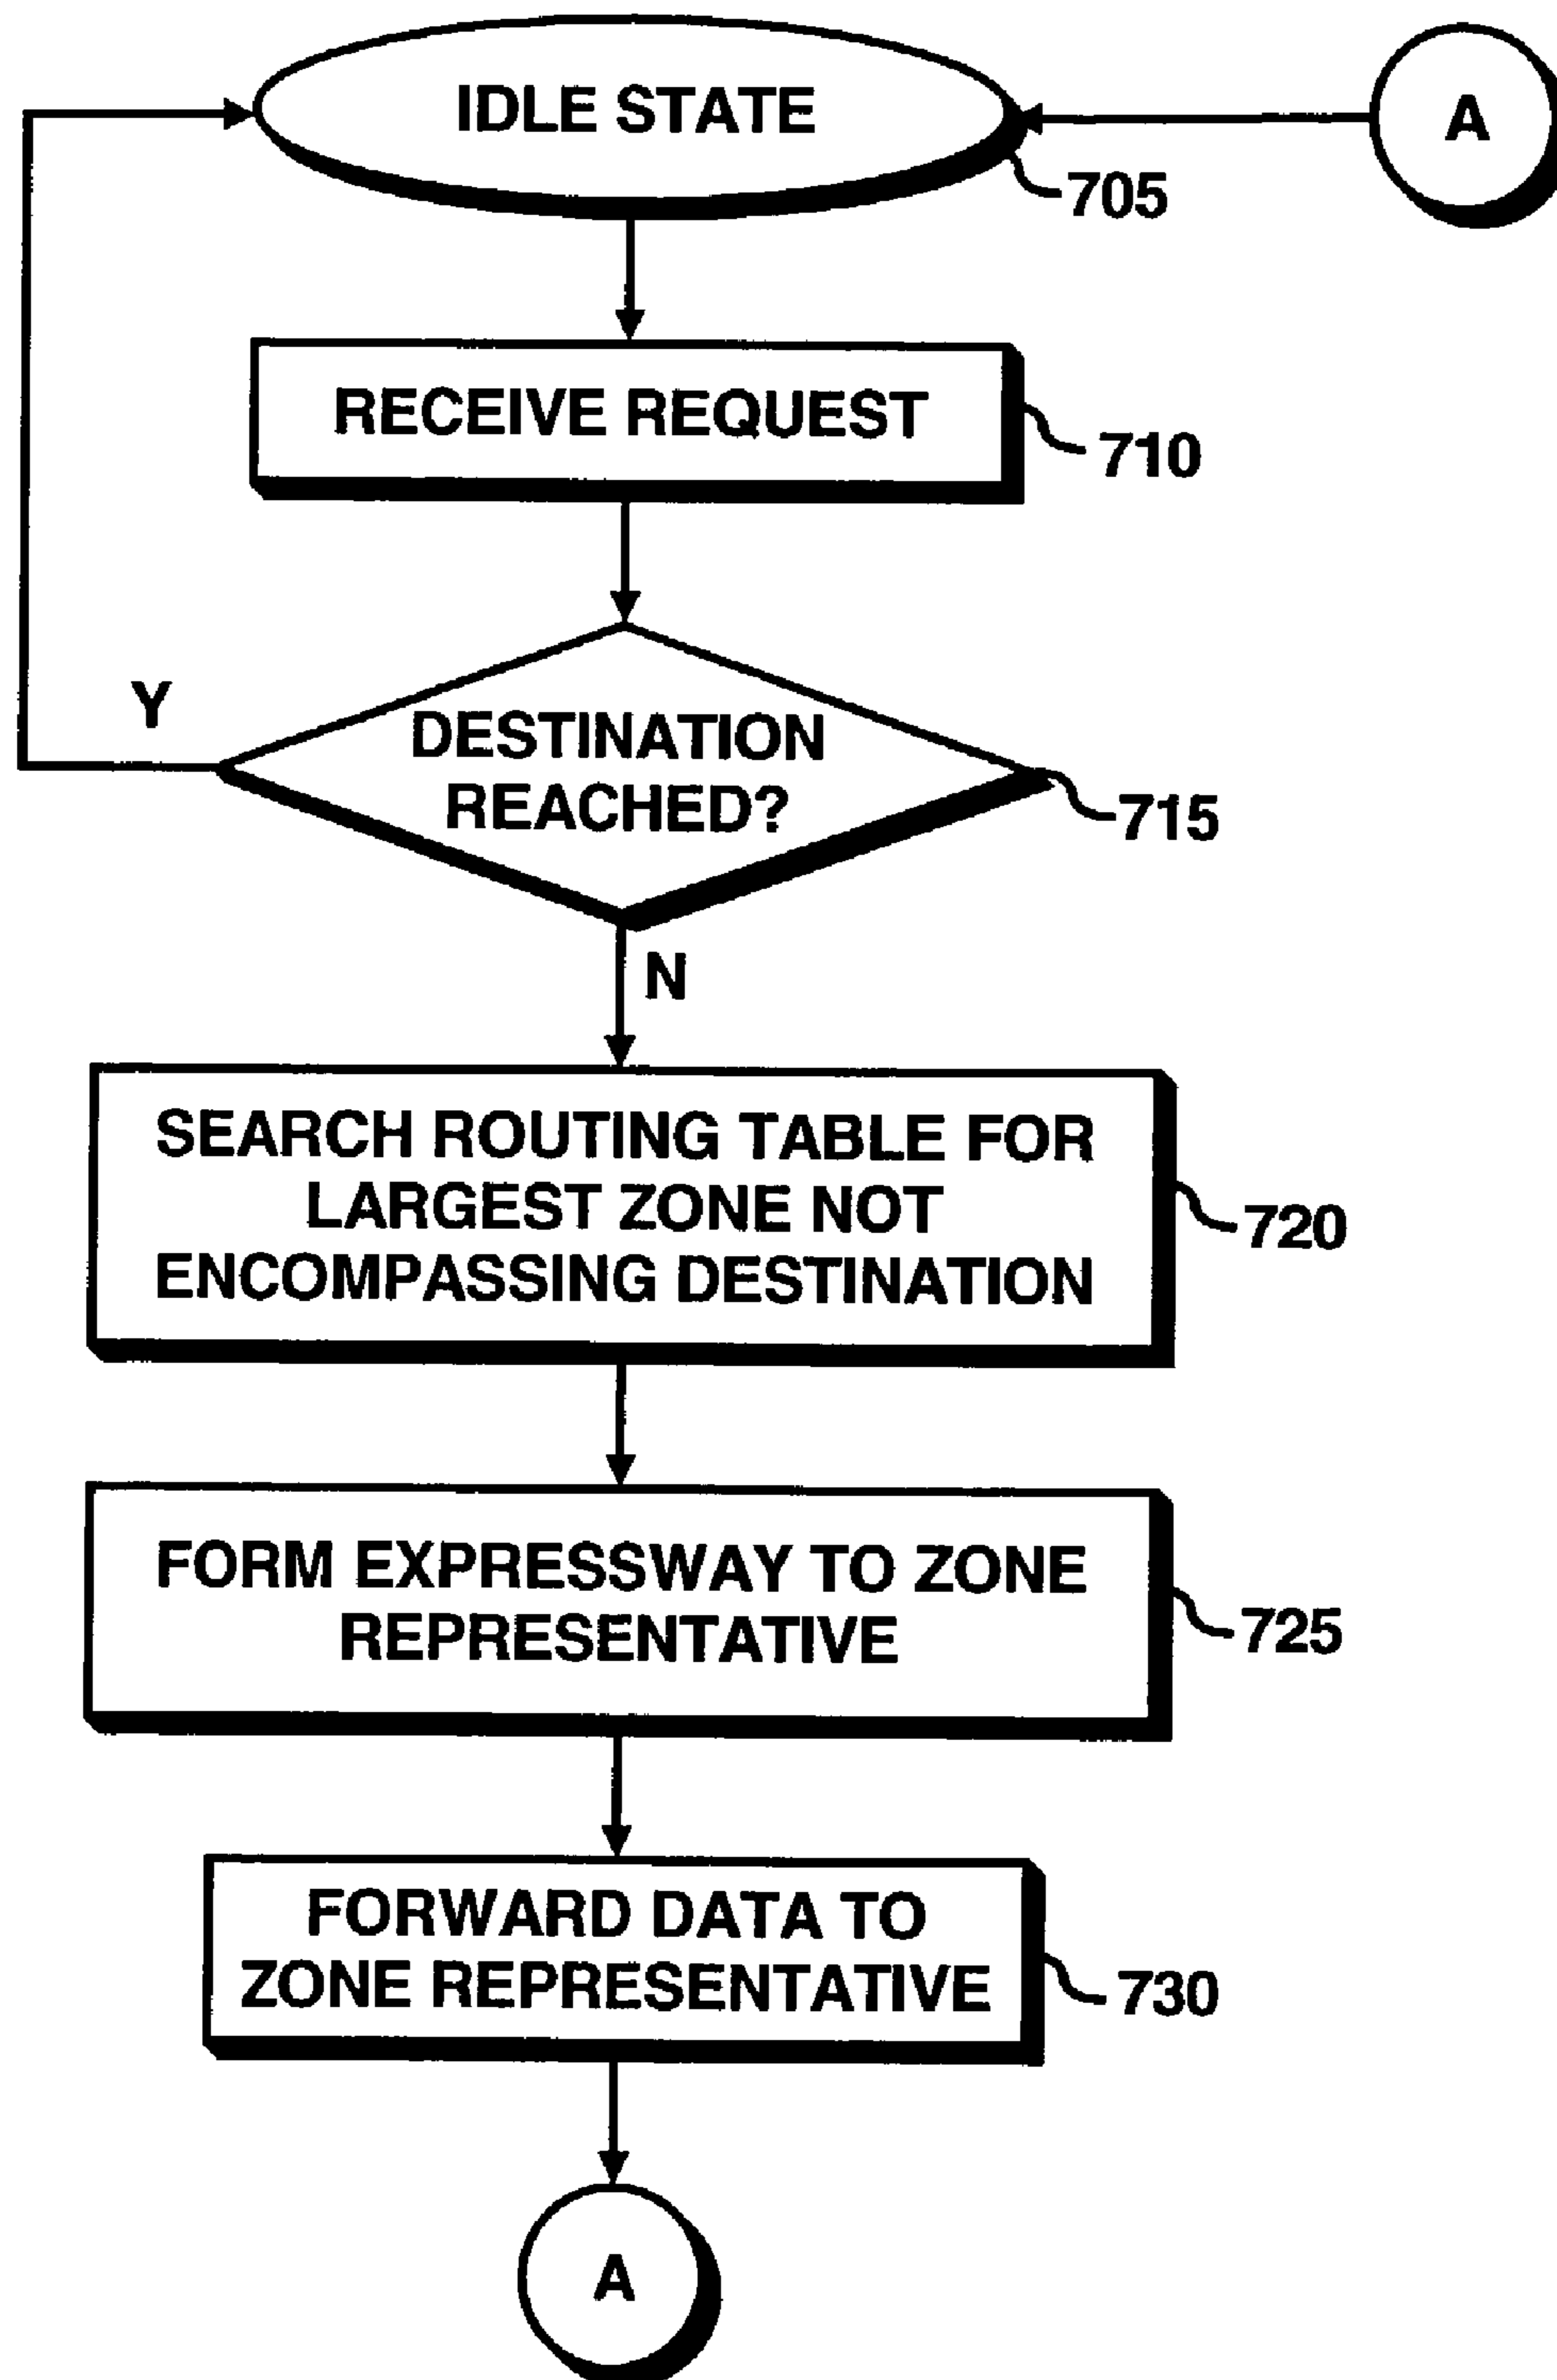 IDLE STATE
A
705
RECEIVE REQUEST
710
Y
DESTINATION
REACHED?
715
N
SEARCH ROUTING TABLE FOR
LARGEST ZONE NOT
ENCOMPASSING DESTINATION
720
FORM EXPRESSWAY TO ZONE
REPRESENTATIVE
725
FORWARD DATA TO
ZONE REPRESENTATIVE
730
A